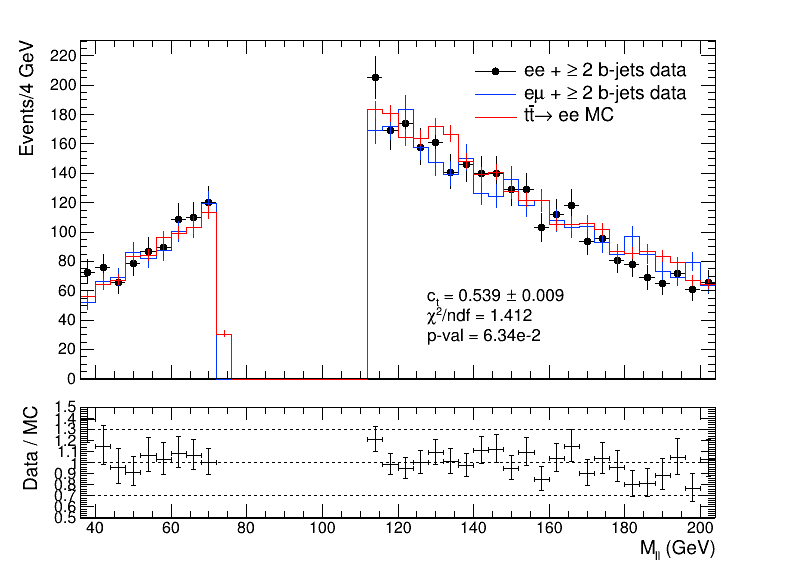 Events/4 GeV
220
200
180
160
140
120
100
80
60
40
20
0
ee + ≥ 2 b-jets data
eμ + ≥ 2 b-jets data
tt̄→ ee MC
c_t = 0.539 ± 0.009
χ²/ndf = 1.412
p-val = 6.34e-2
Data / MC
1.5
1.4
1.3
1.2
1.1
1
0.9
0.8
0.7
0.6
0.5
40 60 80 100 120 140 160 180 200
M_ll (GeV)